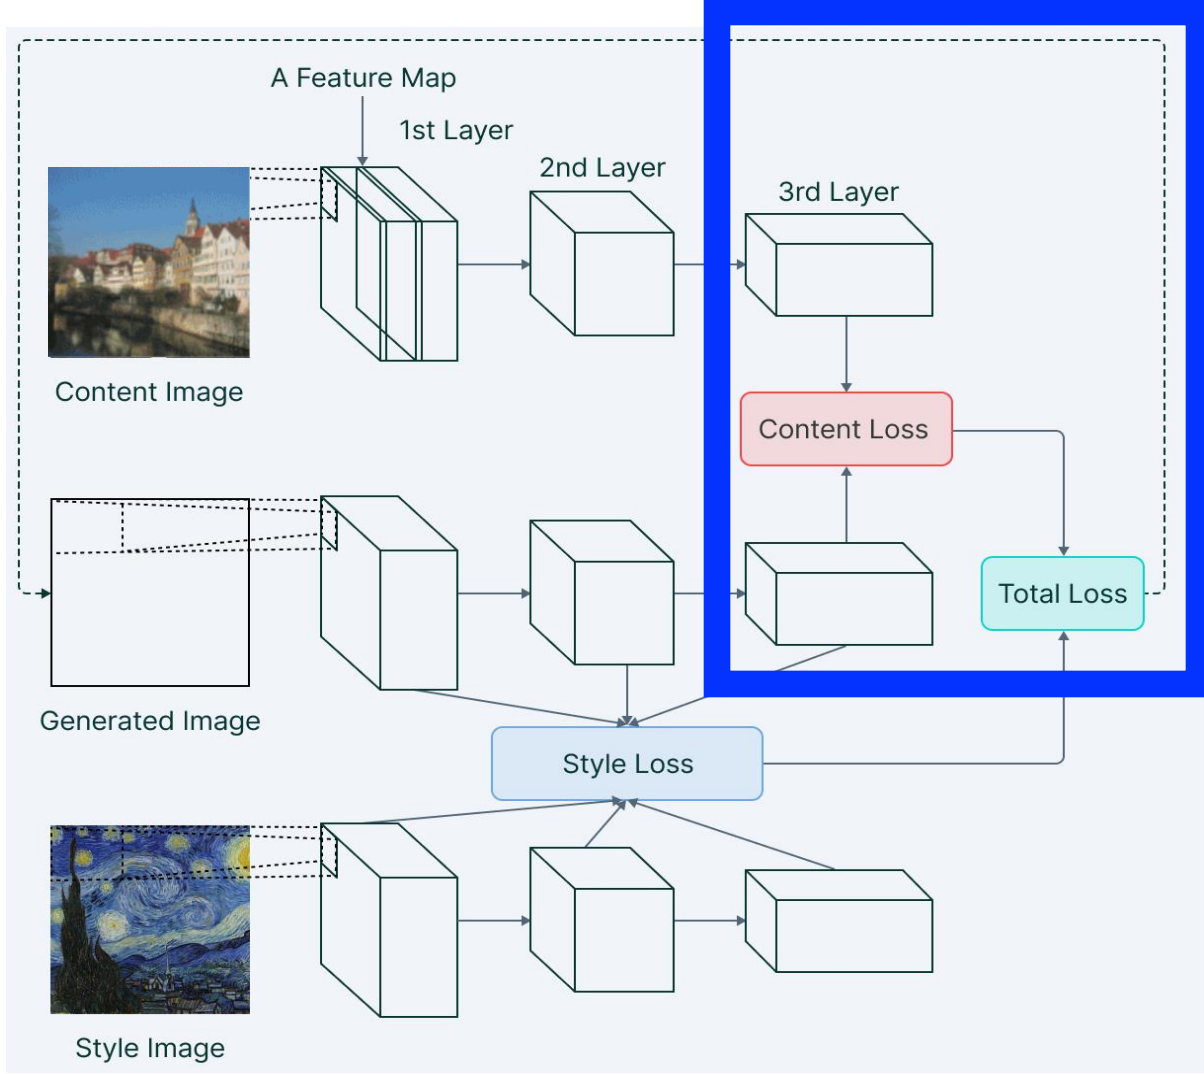 A Feature Map
1st Layer
2nd Layer
3rd Layer
Content Image
Content Loss
Total Loss
Generated Image
Style Loss
Style Image